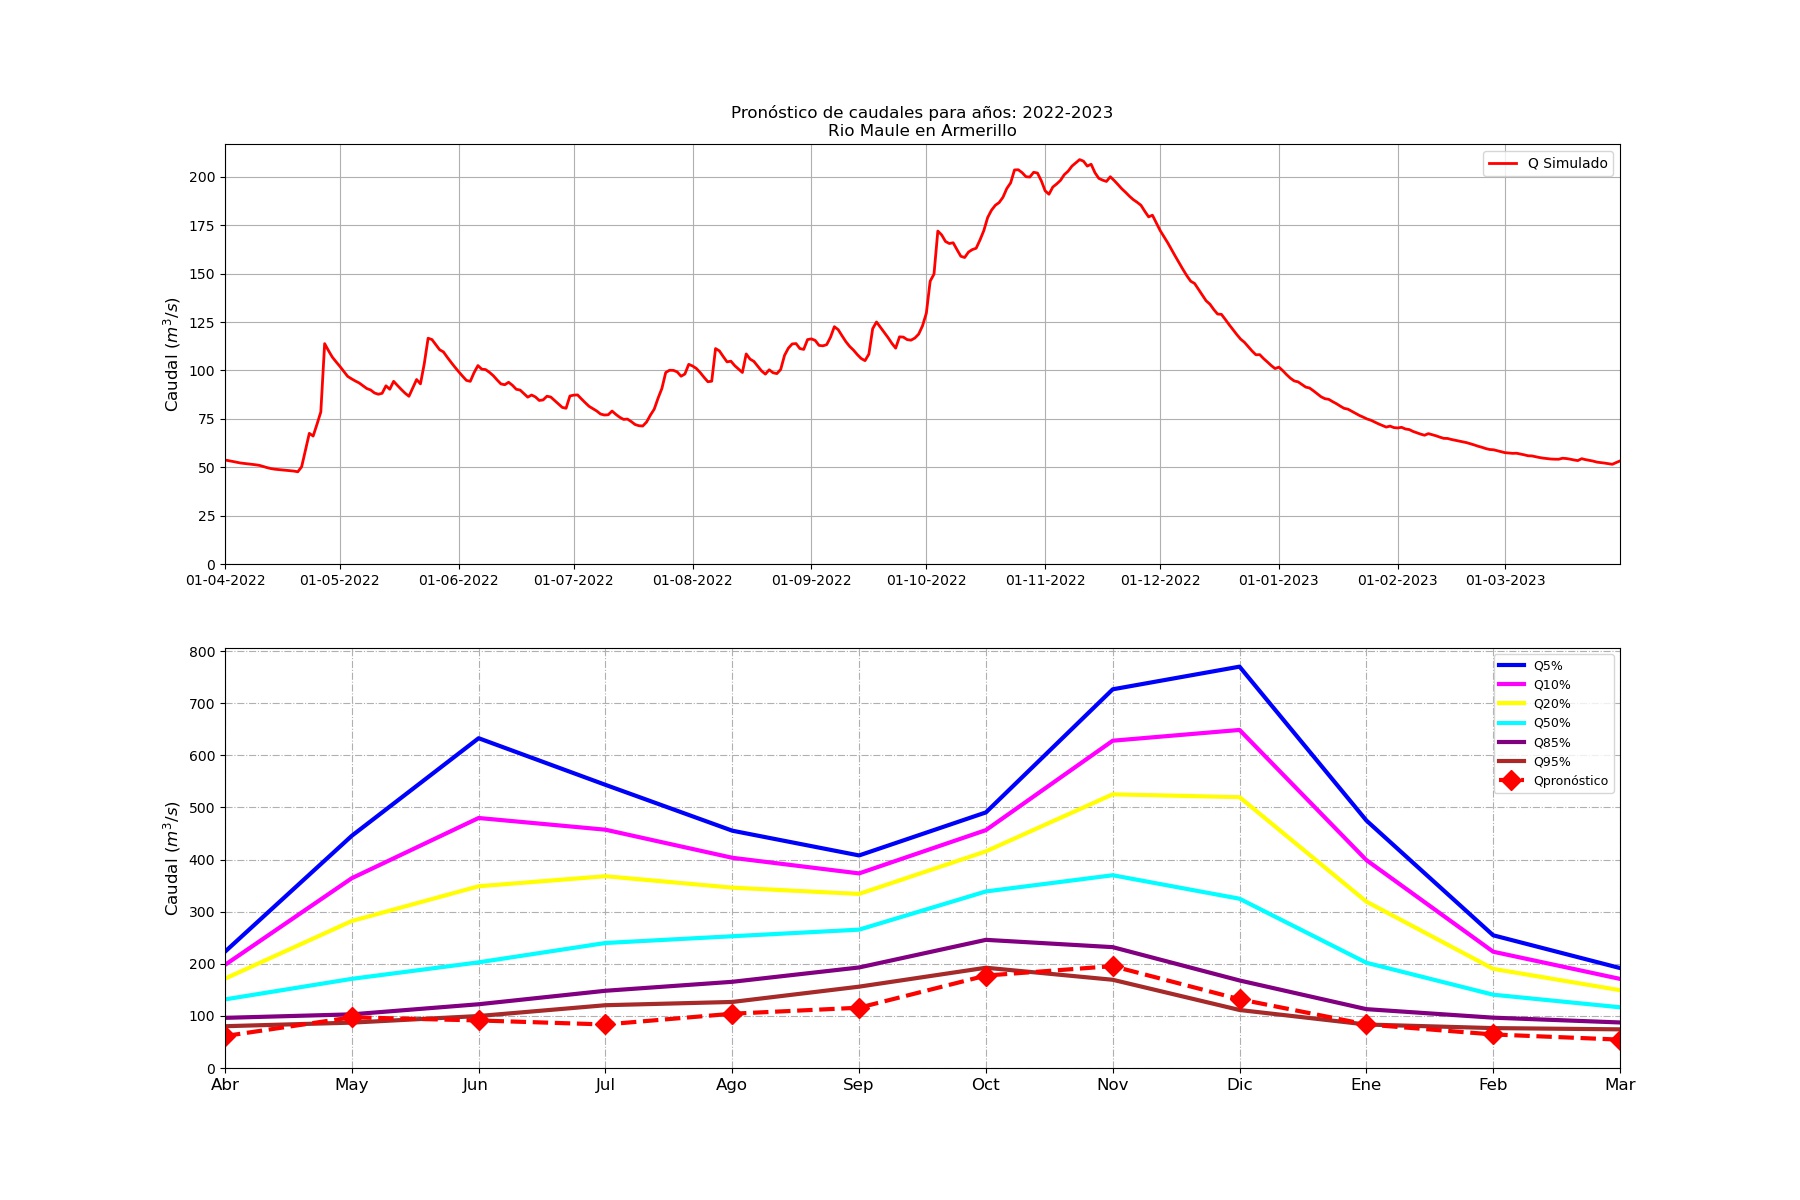 Pronóstico de caudales para años: 2022-2023
Rio Maule en Armerillo
Q Simulado
Caudal (m³/s)
200
175
150
125
100
75
50
25
0
01-04-2022 01-05-2022 01-06-2022 01-07-2022 01-08-2022 01-09-2022 01-10-2022 01-11-2022 01-12-2022 01-01-2023 01-02-2023 01-03-2023
Q5%
Q10%
Q20%
Q50%
Q85%
Q95%
Qpronóstico
Caudal (m³/s)
800
700
600
500
400
300
200
100
0
Abr May Jun Jul Ago Sep Oct Nov Dic Ene Feb Mar